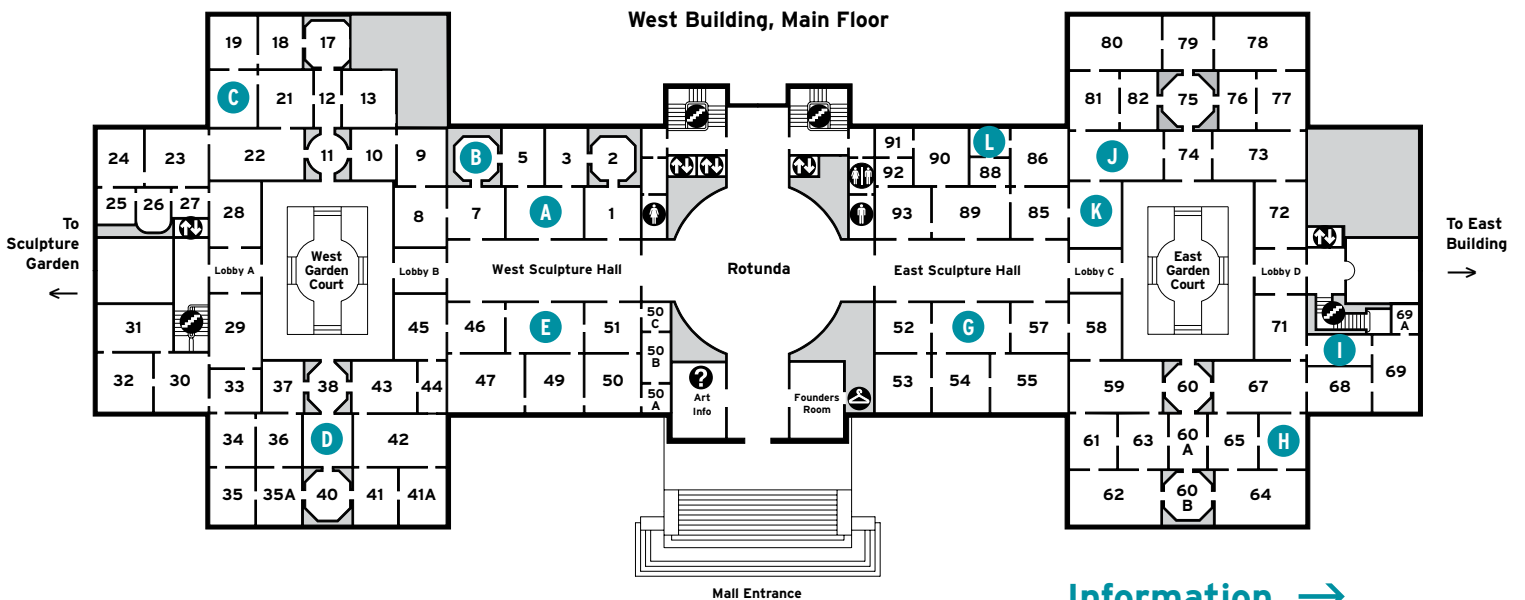 West Building, Main Floor
19 18 17
80 79 78
C 21 12 13
81 82 75 76 77
24 23 22 11 10 9 B 5 3 2
91 92 90 L 88 86 J 74 73
25 26 27 28 8 7 A 1
93 89 85 K 72
To
Sculpture
Garden
←
To East
Building
→
Lobby A
West
Garden
Court
Lobby B
West Sculpture Hall
Rotunda
East Sculpture Hall
Lobby C
East
Garden
Court
Lobby D
31 29 45 46 E 51 50
C
52 G 57 58 71 69
A
32 30 33 37 38 43 44 47 49 50 50
B
50
A
?
Art
Info
Founders
Room
53 54 55 59 60 67 I 68 69
34 36 D 42
61 63 60
A
65 H
35 35A 40 41 41A
62 60
B
64
Mall Entrance
Information →